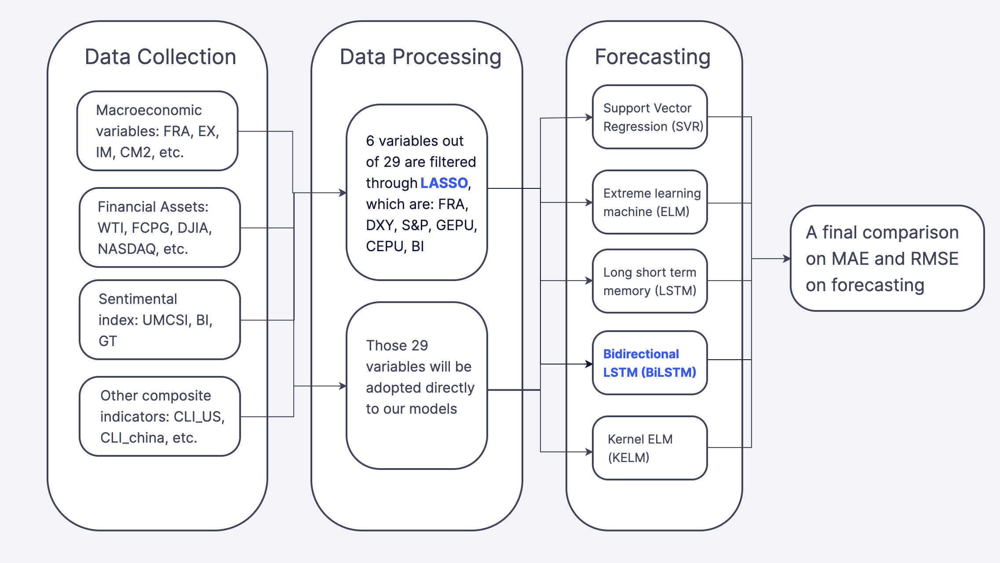 Data Collection
Macroeconomic
variables: FRA, EX,
IM, CM2, etc.
Financial Assets:
WTI, FCPG, DJIA,
NASDAQ, etc.
Sentimental
index: UMCSI, BI,
GT
Other composite
indicators: CLI_US,
CLI_china, etc.
Data Processing
6 variables out
of 29 are filtered
through LASSO,
which are: FRA,
DXY, S&P, GEPU,
CEPU, BI
Those 29
variables will be
adopted directly
to our models
Forecasting
Support Vector
Regression (SVR)
Extreme learning
machine (ELM)
Long short term
memory (LSTM)
Bidirectional
LSTM (BiLSTM)
Kernel ELM
(KELM)
A final comparison
on MAE and RMSE
on forecasting